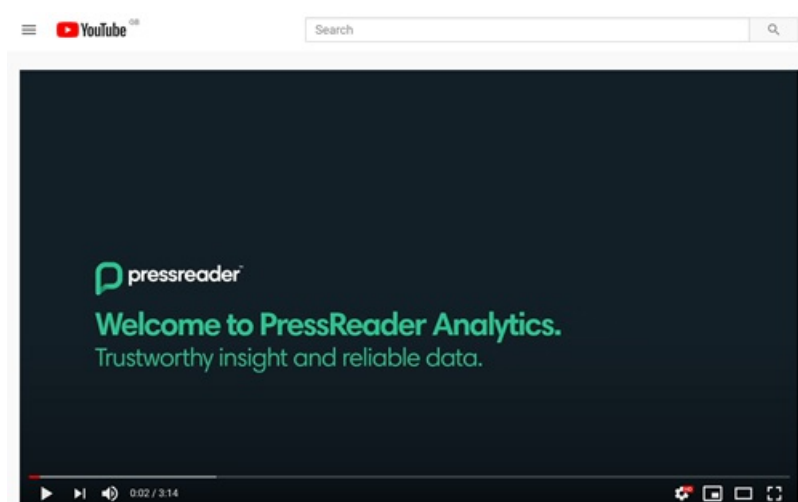 YouTube GB
Search
pressreader
Welcome to PressReader Analytics.
Trustworthy insight and reliable data.
0:02 / 3:14